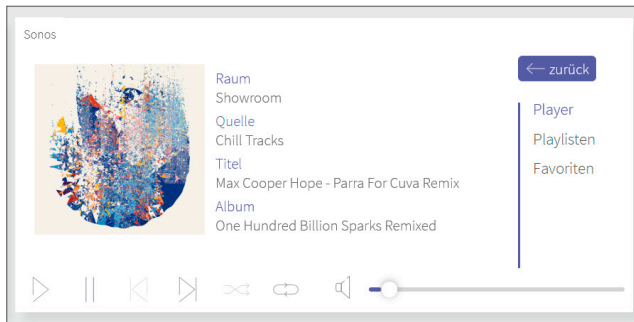 Sonos
← zurück
Raum
Showroom
Quelle
Chill Tracks
Titel
Max Cooper Hope - Parra For Cuva Remix
Album
One Hundred Billion Sparks Remixed
Player
Playlisten
Favoriten